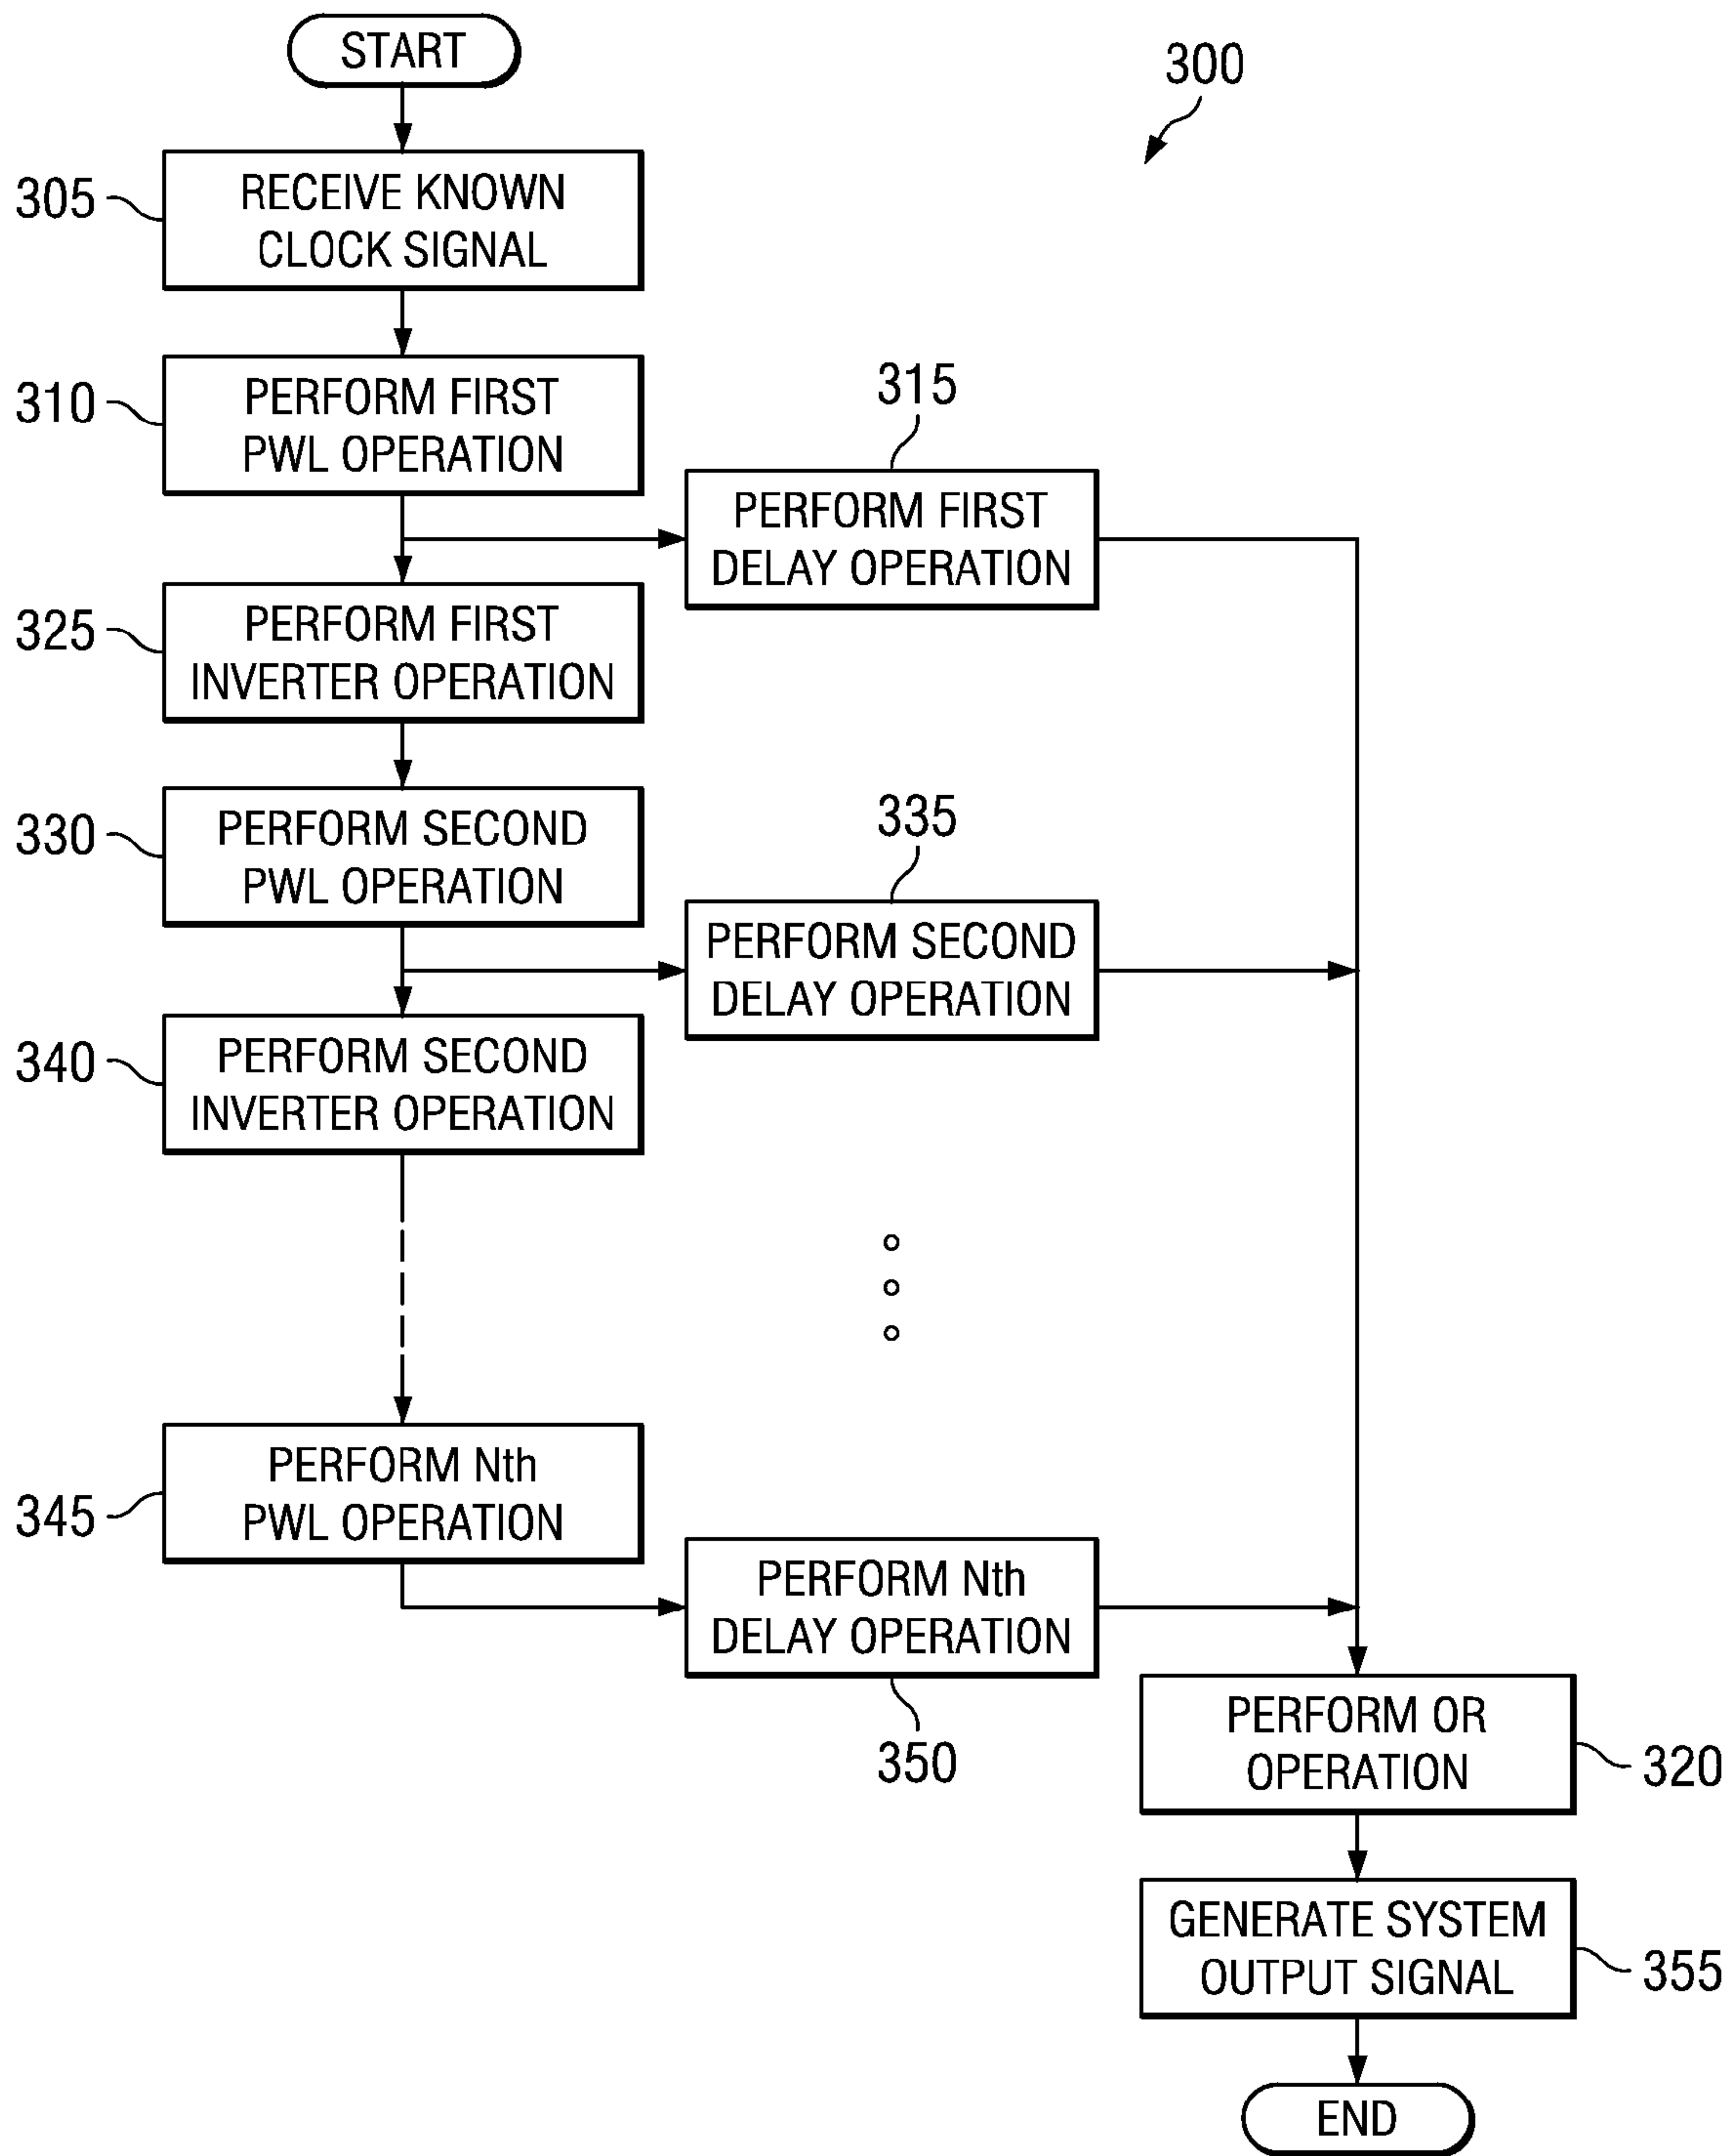 START
300
305
RECEIVE KNOWN
CLOCK SIGNAL
310
PERFORM FIRST
PWL OPERATION
315
PERFORM FIRST
DELAY OPERATION
325
PERFORM FIRST
INVERTER OPERATION
330
PERFORM SECOND
PWL OPERATION
335
PERFORM SECOND
DELAY OPERATION
340
PERFORM SECOND
INVERTER OPERATION
345
PERFORM Nth
PWL OPERATION
PERFORM Nth
DELAY OPERATION
350
PERFORM OR
OPERATION
320
GENERATE SYSTEM
OUTPUT SIGNAL
355
END